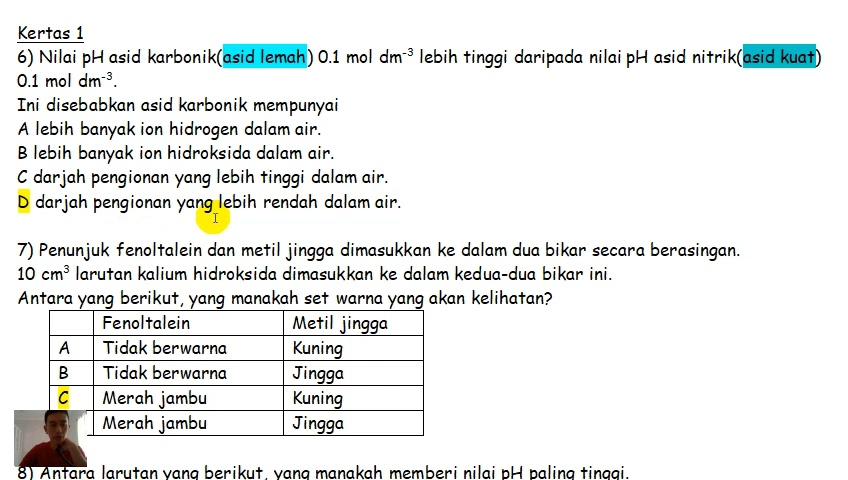 Kertas 1
6) Nilai pH asid karbonik(asid lemah) 0.1 mol dm⁻³ lebih tinggi daripada nilai pH asid nitrik(asid kuat)
0.1 mol dm⁻³.
Ini disebabkan asid karbonik mempunyai
A lebih banyak ion hidrogen dalam air.
B lebih banyak ion hidroksida dalam air.
C darjah pengionan yang lebih tinggi dalam air.
D darjah pengionan yang lebih rendah dalam air.
7) Penunjuk fenoltalein dan metil jingga dimasukkan ke dalam dua bikar secara berasingan.
10 cm³ larutan kalium hidroksida dimasukkan ke dalam kedua-dua bikar ini.
Antara yang berikut, yang manakah set warna yang akan kelihatan?
Fenoltalein Metil jingga
A Tidak berwarna Kuning
B Tidak berwarna Jingga
C Merah jambu Kuning
Merah jambu Jingga
8) Antara larutan yang berikut, yang manakah memberi nilai pH paling tinggi.